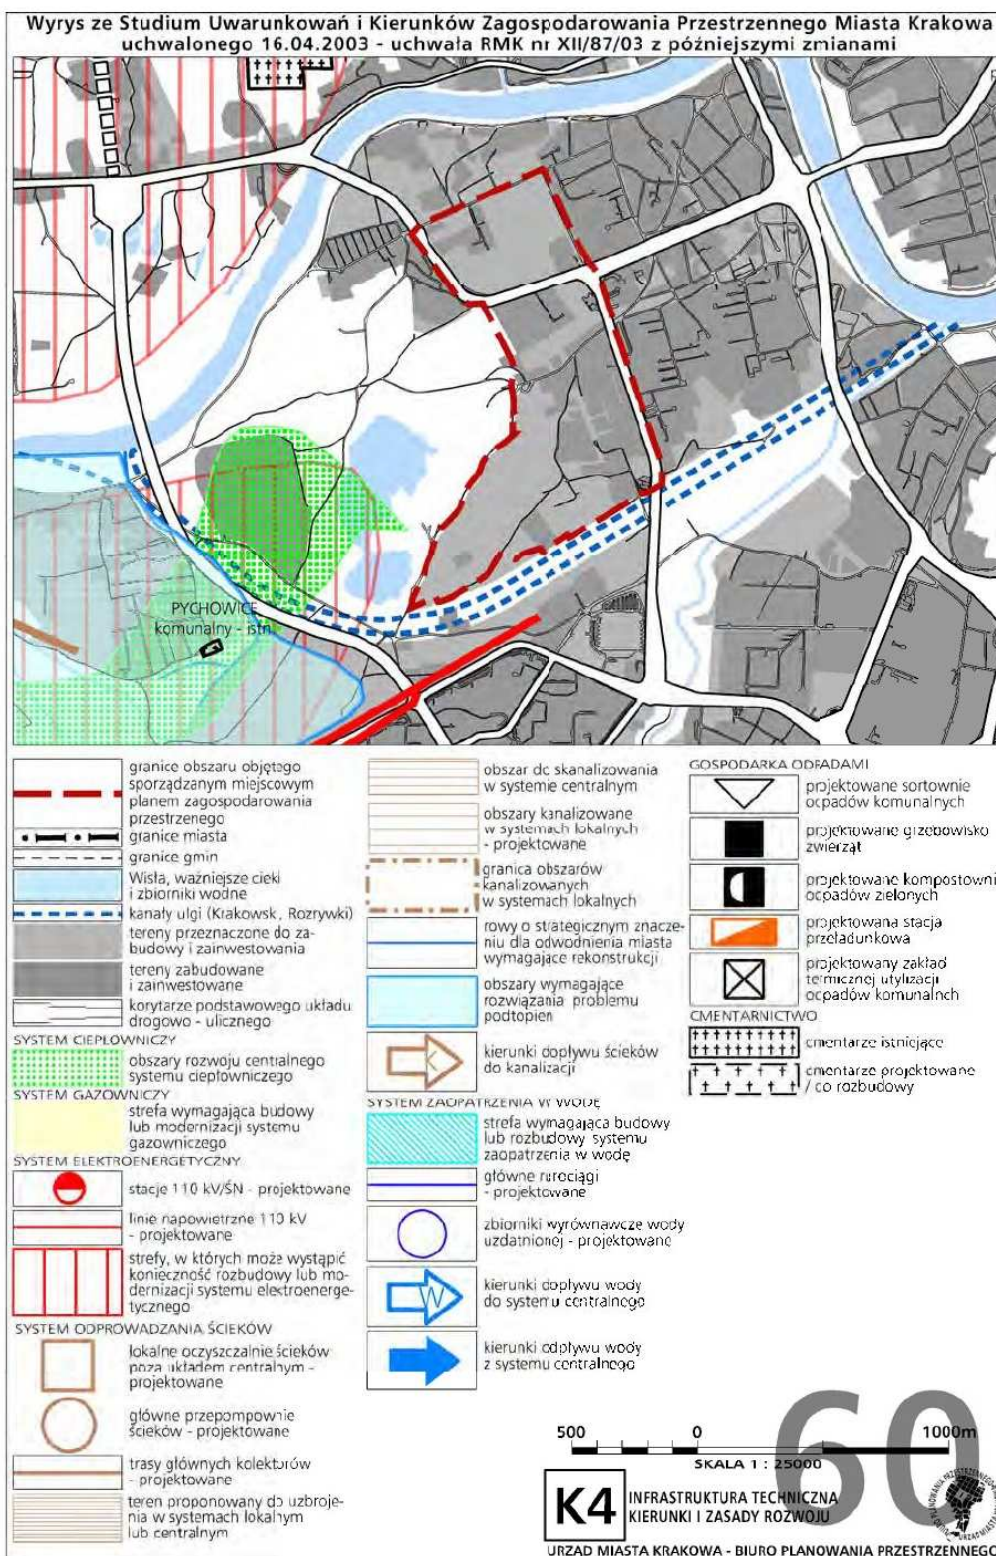 Wyrys ze Studium Uwarunkowań i Kierunków Zagospodarowania Przestrzennego Miasta Krakowa
uchwalonego 16.04.2003 - uchwała RMK nr XII/87/03 z późniejszymi zmianami
PYCHOWICE
komunalny - istn.
granice obszaru objętego
sporządzanym miejscowym
planem zagospodarowania
przestrzenego
granice miasta
granice gmin
Wisła, ważniejsze cieki
i zbiorniki wodne
kanały ulgi (Krakowsk, Rozrywki)
tereny przeznaczone do za-
budowy i zainwestowania
tereny zabudowane
i zainwestowane
korytarze podstawowego układu
drogowo - ulicznego
SYSTEM CIEPŁOWNICZY
obszary rozwoju centralnego
systemu ciepłowniczego
SYSTEM GAZOWNICZY
strefa wymagająca budowy
lub modernizacji systemu
gazowniczego
SYSTEM ELEKTROENERGETYCZNY
stacje 110 kV/ŚN - projektowane
linie napowietrzne 110 kV
- projektowane
strefy, w których może wystąpić
konieczność rozbudowy lub mo-
dernizacji systemu elektroenerge-
tycznego
SYSTEM ODPROWADZANIA ŚCIEKÓW
lokalne oczyszczalnie ścieków
poza układem centralnym -
projektowane
główne przepompownie
ścieków - projektowane
trasy głównych kolektorów
- projektowane
teren proponowany do uzbroje-
nia w systemach lokalnym
lub centralnym
obszar do skanalizowania
w systemie centralnym
obszary kanalizowane
w systemach lokalnych
- projektowane
granica obszarów
kanalizowanych
w systemach lokalnych
rowy o strategicznym znacze-
niu dla odwodnienia miasta
wymagające rekonstrukcji
obszary wymagające
rozwiązania problemu
podtopień
K
kierunki dopływu ścieków
do kanalizacji
SYSTEM ZAOPATRZENIA W WODĘ
strefa wymagająca budowy
lub rozbudowy systemu
zaopatrzenia w wodę
główne rurociągi
- projektowane
zbiorniki wyrównawcze wody
uzdatnionej - projektowane
W
kierunki dopływu wody
do systemu centralnego
kierunki odpływu wody
z systemu centralnego
GOSPODARKA ODPADAMI
projektowane sortownie
odpadów komunalnych
projektowane grzebowisko
zwierząt
projektowane kompostowni
odpadów zielonych
projektowana stacja
przeładunkowa
projektowany zakład
termicznej utylizacji
odpadów komunalnch
CMENTARNICTWO
cmentarze istniejące
cmentarze projektowane
/ do rozbudowy
60
500 0 1000m
SKALA 1 : 25000
K4
INFRASTRUKTURA TECHNICZNA
KIERUNKI I ZASADY ROZWOJU
URZAD MIASTA KRAKOWA - BIURO PLANOWANIA PRZESTRZENNEGO